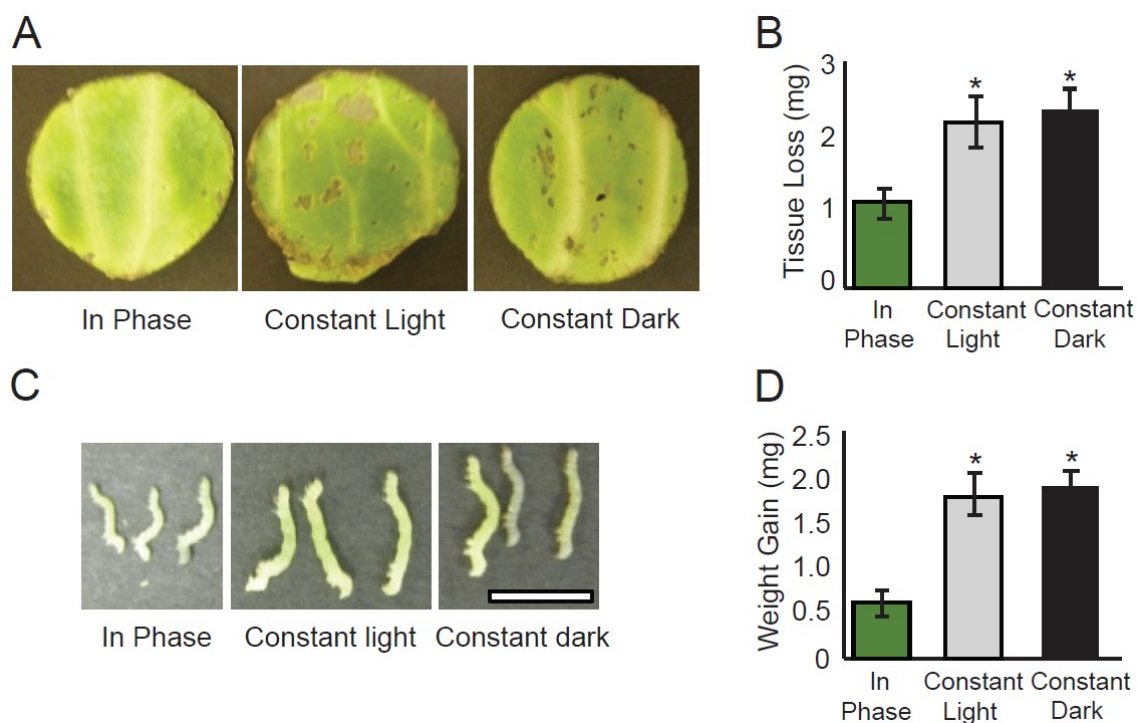 A
In Phase
Constant Light
Constant Dark
B
Tissue Loss (mg)
3
2
1
0
*
*
In
Phase
Constant
Light
Constant
Dark
C
In Phase
Constant light
Constant dark
D
Weight Gain (mg)
2.5
2.0
1.5
1.0
0.5
0
*
*
In
Phase
Constant
Light
Constant
Dark